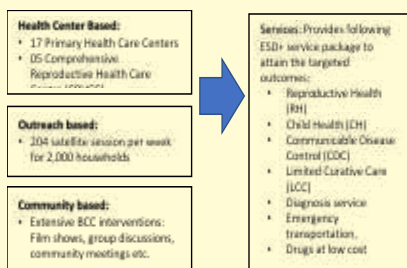 Health Center Based:
• 17 Primary Health Care Centers
• 05 Comprehensive
Reproductive Health Care
Outreach based:
• 204 satellite session per week
for 2,000 households
Community based:
• Extensive BCC interventions:
Film shows, group discussions,
community meetings etc.
Services: Provides following
ESD+ service package to
attain the targeted
outcomes:
• Reproductive Health
(RH)
• Child Health (CH)
• Communicable Disease
Control (CDC)
• Limited Curative Care
(LCC)
• Diagnosis service
• Emergency
transportation,
• Drugs at low cost